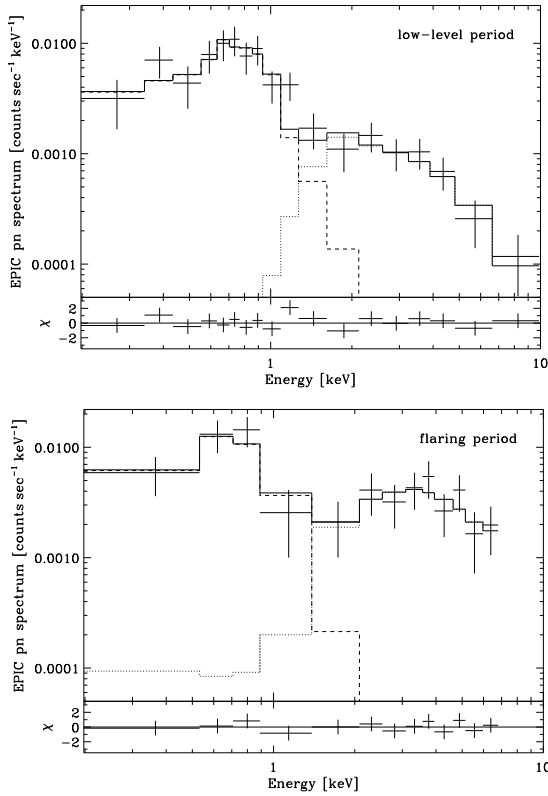 low-level period
0.0100
0.0010
0.0001
EPIC pn spectrum [counts sec⁻¹ keV⁻¹]
2
0
−2
χ
1
10
Energy [keV]
flaring period
0.0100
0.0010
0.0001
EPIC pn spectrum [counts sec⁻¹ keV⁻¹]
2
0
−2
χ
1
Energy [keV]